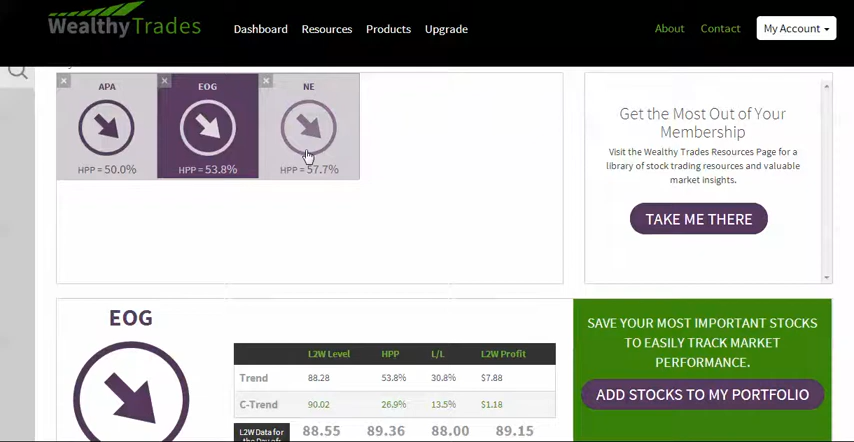 WealthyTrades
Dashboard Resources Products Upgrade
About Contact My Account
APA EOG NE
HPP = 50.0% HPP = 53.8% HPP = 57.7%
Get the Most Out of Your
Membership
Visit the Wealthy Trades Resources Page for a
library of stock trading resources and valuable
market insights.
TAKE ME THERE
EOG
L2W Level HPP L/L L2W Profit
Trend 88.28 53.8% 30.8% $7.88
C-Trend 90.02 26.9% 13.5% $1.18
L2W Data for
the Day of:
88.55 89.36 88.00 89.15
SAVE YOUR MOST IMPORTANT STOCKS
TO EASILY TRACK MARKET
PERFORMANCE.
ADD STOCKS TO MY PORTFOLIO